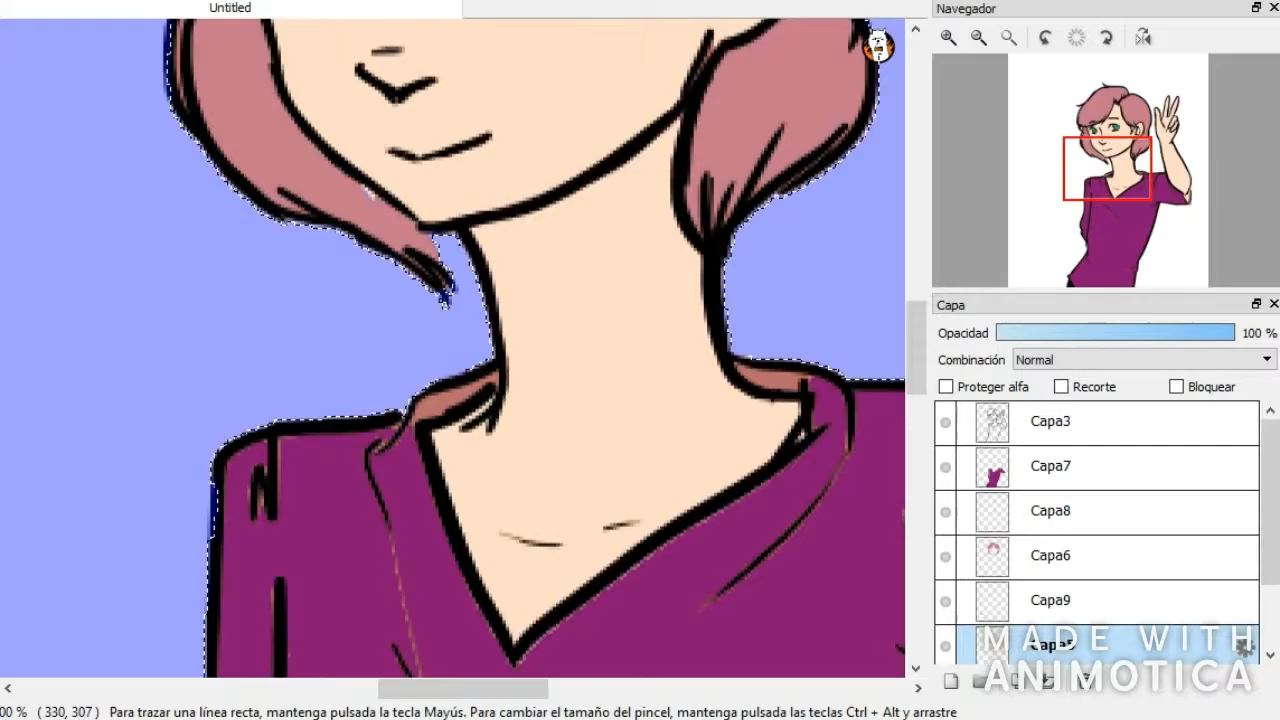 Untitled
Navegador
Capa
Opacidad 100 %
Combinación Normal
Proteger alfa Recorte Bloquear
Capa3
Capa7
Capa8
Capa6
Capa9
MADE WITH
ANIMOTICA
00 % ( 330, 307 ) Para trazar una línea recta, mantenga pulsada la tecla Mayús. Para cambiar el tamaño del pincel, mantenga pulsadas las teclas Ctrl + Alt y arrastre